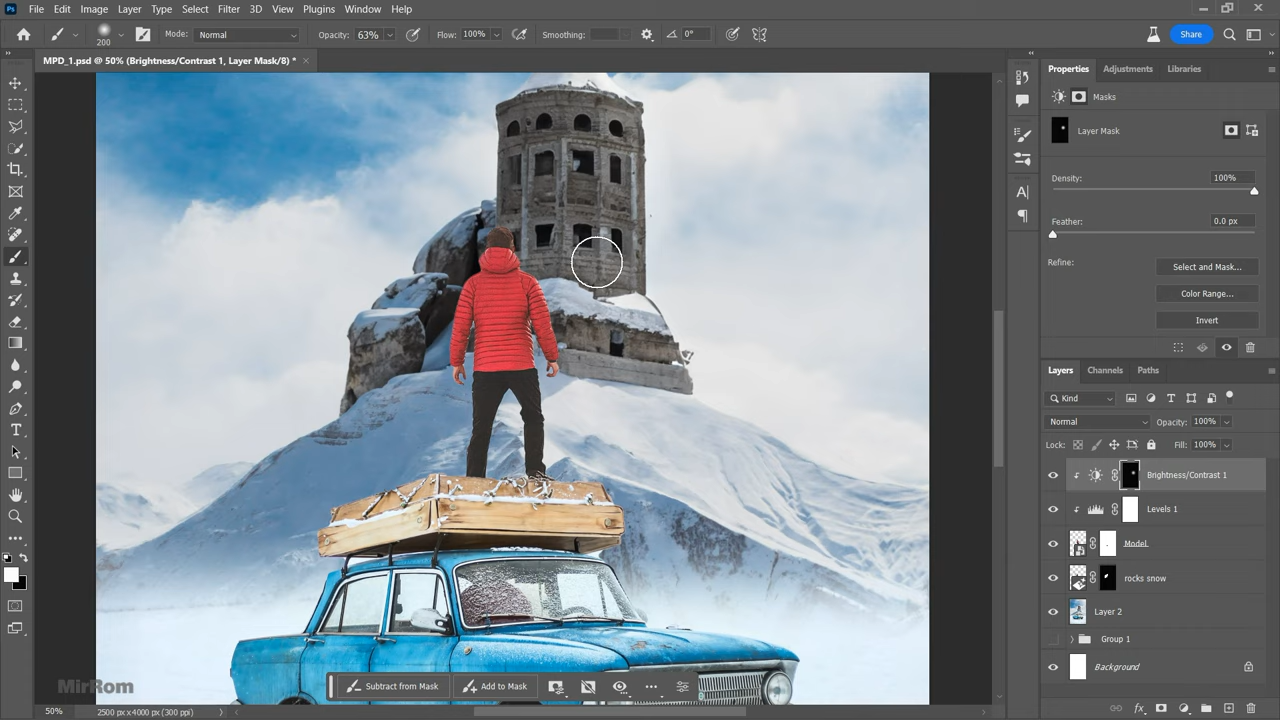 Ps File Edit Image Layer Type Select Filter 3D View Plugins Window Help
200 Mode: Normal Opacity: 63% Flow: 100% Smoothing: 0° Share
MPD_1.psd @ 50% (Brightness/Contrast 1, Layer Mask/8) * ×
Properties Adjustments Libraries
Masks
Layer Mask
Density: 100%
Feather: 0.0 px
Refine: Select and Mask...
Color Range...
Invert
Layers Channels Paths
Kind
Normal Opacity: 100%
Lock: Fill: 100%
Brightness/Contrast 1
Levels 1
Model
rocks snow
Layer 2
Group 1
Background
MirRom
Subtract from Mask Add to Mask
50% 2500 px x 4000 px (300 ppi)